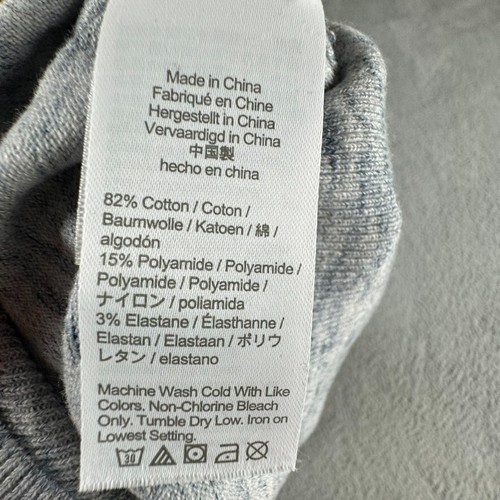 Made in China
Fabriqué en Chine
Hergestellt in China
Vervaardigd in China
中国製
hecho en china
82% Cotton / Coton /
Baumwolle / Katoen / 綿 /
algodón
15% Polyamide / Polyamide /
Polyamide / Polyamide /
ナイロン / poliamida
3% Elastane / Élasthanne /
Elastan / Elastaan / ポリウ
レタン / elastano
Machine Wash Cold With Like
Colors. Non-Chlorine Bleach
Only. Tumble Dry Low. Iron on
Lowest Setting.
30